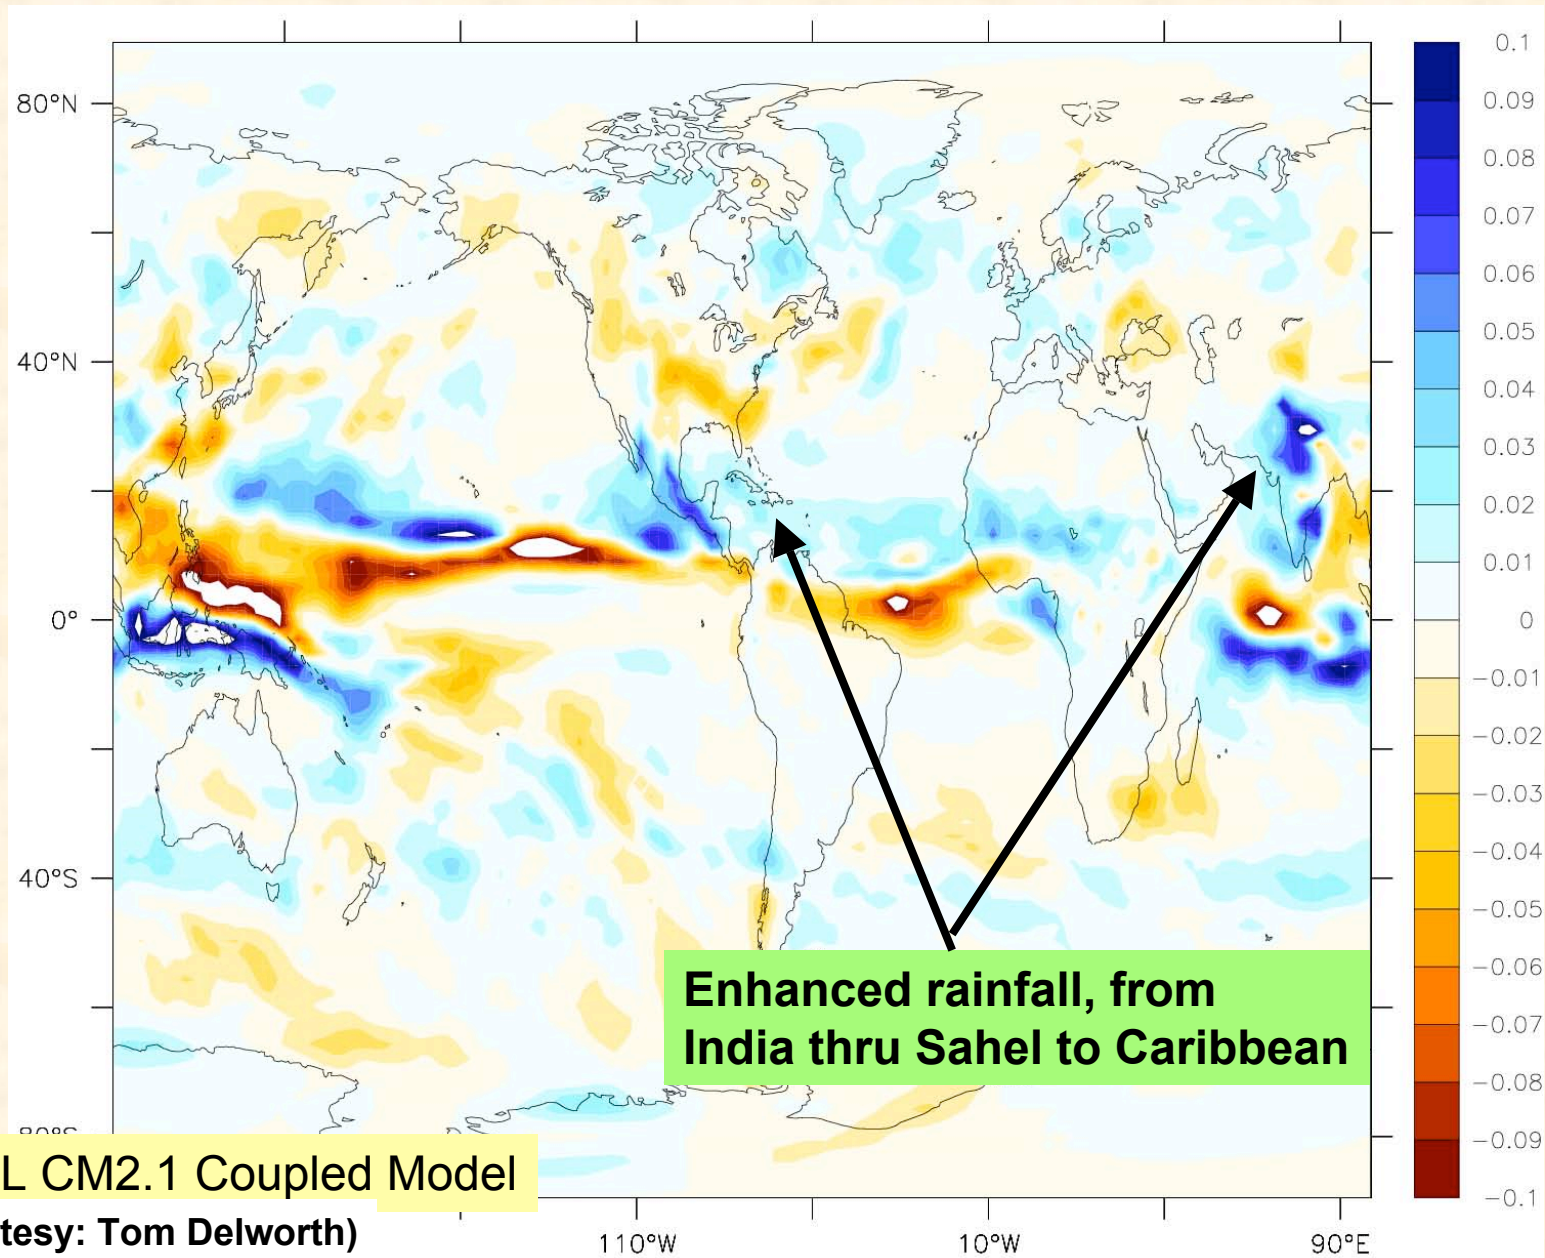 80°N
40°N
0°
40°S
80°S
110°W
10°W
90°E
0.1
0.09
0.08
0.07
0.06
0.05
0.04
0.03
0.02
0.01
0
−0.01
−0.02
−0.03
−0.04
−0.05
−0.06
−0.07
−0.08
−0.09
−0.1
Enhanced rainfall, from
India thru Sahel to Caribbean
L CM2.1 Coupled Model
tesy: Tom Delworth)